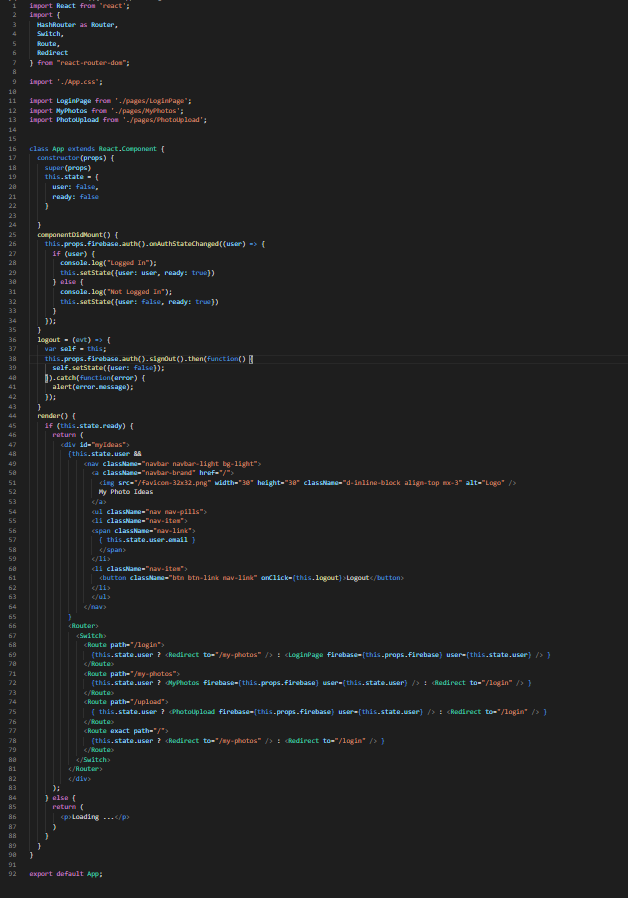 1 import React from 'react';
2 import {
3 HashRouter as Router,
4 Switch,
5 Route,
6 Redirect
7 } from "react-router-dom";
8
9 import './App.css';
10
11 import LoginPage from './pages/LoginPage';
12 import MyPhotos from './pages/MyPhotos';
13 import PhotoUpload from './pages/PhotoUpload';
14
15
16 class App extends React.Component {
17 constructor(props) {
18 super(props)
19 this.state = {
20 user: false,
21 ready: false
22 }
23
24 }
25 componentDidMount() {
26 this.props.firebase.auth().onAuthStateChanged((user) => {
27 if (user) {
28 console.log("Logged In");
29 this.setState({user: user, ready: true})
30 } else {
31 console.log("Not Logged In");
32 this.setState({user: false, ready: true})
33 }
34 });
35 }
36 logout = (evt) => {
37 var self = this;
38 this.props.firebase.auth().signOut().then(function() {
39 self.setState({user: false});
40 }).catch(function(error) {
41 alert(error.message);
42 });
43 }
44 render() {
45 if (this.state.ready) {
46 return (
47 <div id="myIdeas">
48 {this.state.user &&
49 <nav className="navbar navbar-light bg-light">
50 <a className="navbar-brand" href="/">
51 <img src="/favicon-32x32.png" width="30" height="30" className="d-inline-block align-top mx-3" alt="Logo" />
52 My Photo Ideas
53 </a>
54 <ul className="nav nav-pills">
55 <li className="nav-item">
56 <span className="nav-link">
57 { this.state.user.email }
58 </span>
59 </li>
60 <li className="nav-item">
61 <button className="btn btn-link nav-link" onClick={this.logout}>Logout</button>
62 </li>
63 </ul>
64 </nav>
65 }
66 <Router>
67 <Switch>
68 <Route path="/login">
69 {this.state.user ? <Redirect to="/my-photos" /> : <LoginPage firebase={this.props.firebase} user={this.state.user} /> }
70 </Route>
71 <Route path="/my-photos">
72 {this.state.user ? <MyPhotos firebase={this.props.firebase} user={this.state.user} /> : <Redirect to="/login" /> }
73 </Route>
74 <Route path="/upload">
75 { this.state.user ? <PhotoUpload firebase={this.props.firebase} user={this.state.user} /> : <Redirect to="/login" /> }
76 </Route>
77 <Route exact path="/">
78 {this.state.user ? <Redirect to="/my-photos" /> : <Redirect to="/login" /> }
79 </Route>
80 </Switch>
81 </Router>
82 </div>
83 );
84 } else {
85 return (
86 <p>Loading ...</p>
87 )
88 }
89 }
90 }
91
92 export default App;